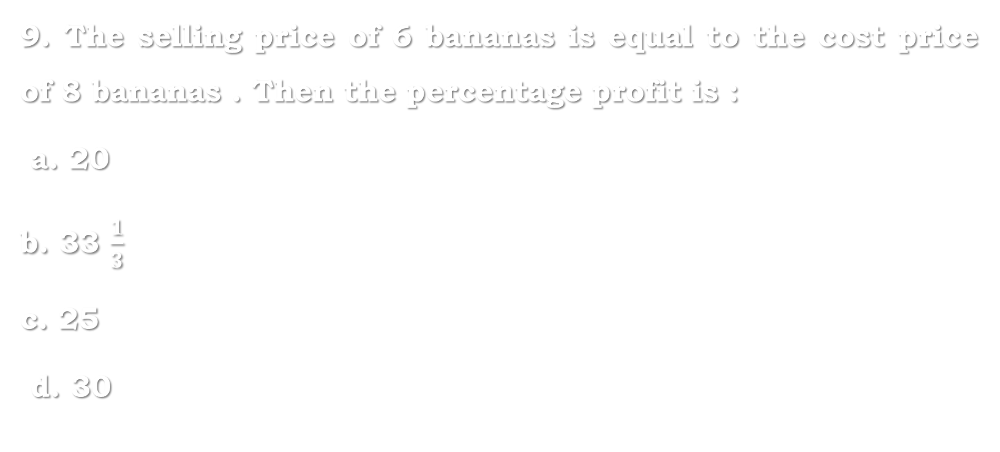 9. The selling price of 6 bananas is equal to the cost price
of 8 bananas . Then the percentage profit is :
a. 20
b. 33 1/3
c. 25
d. 30